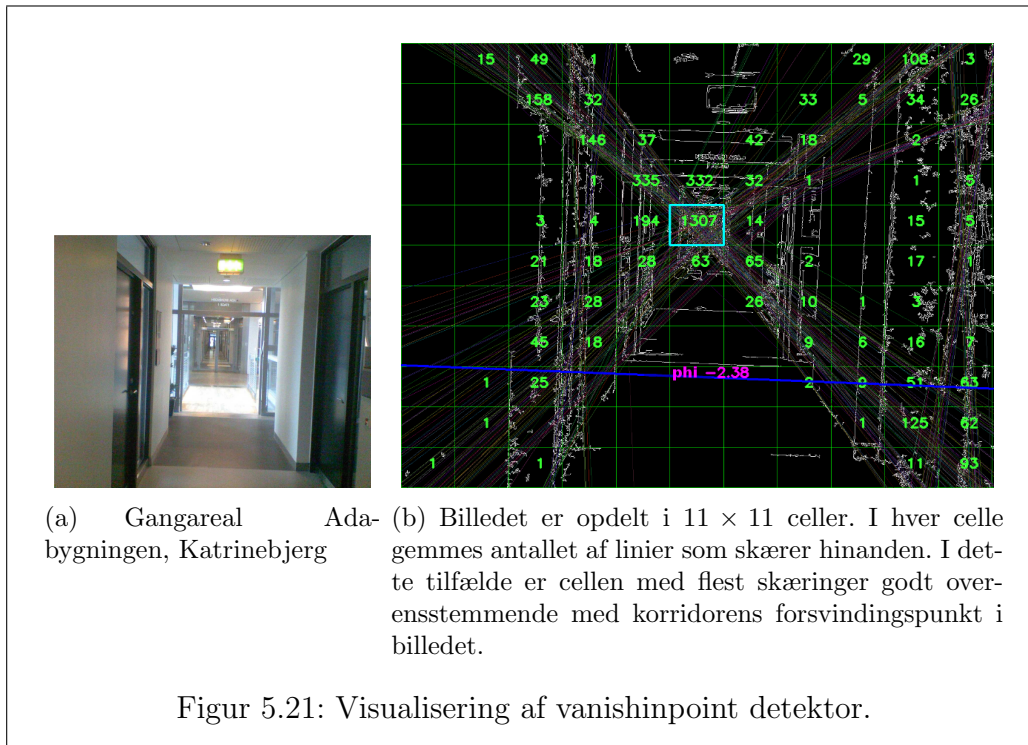 15 49 1 29 108 3
158 32 33 5 34 26
1 146 37 42 18 2
1 335 332 32 1 1 5
3 4 194 1307 14 15 5
21 18 28 63 65 2 17 1
23 28 26 10 1 3
45 18 9 6 16 7
phi -2.38
1 25 2 51 63
1 1 125 62
1 1 11 93
(a) Gangareal Ada-
bygningen, Katrinebjerg
(b) Billedet er opdelt i 11 × 11 celler. I hver celle
gemmes antallet af linier som skærer hinanden. I det-
te tilfælde er cellen med flest skæringer godt over-
ensstemmende med korridorens forsvindingspunkt i
billedet.
Figur 5.21: Visualisering af vanishinpoint detektor.